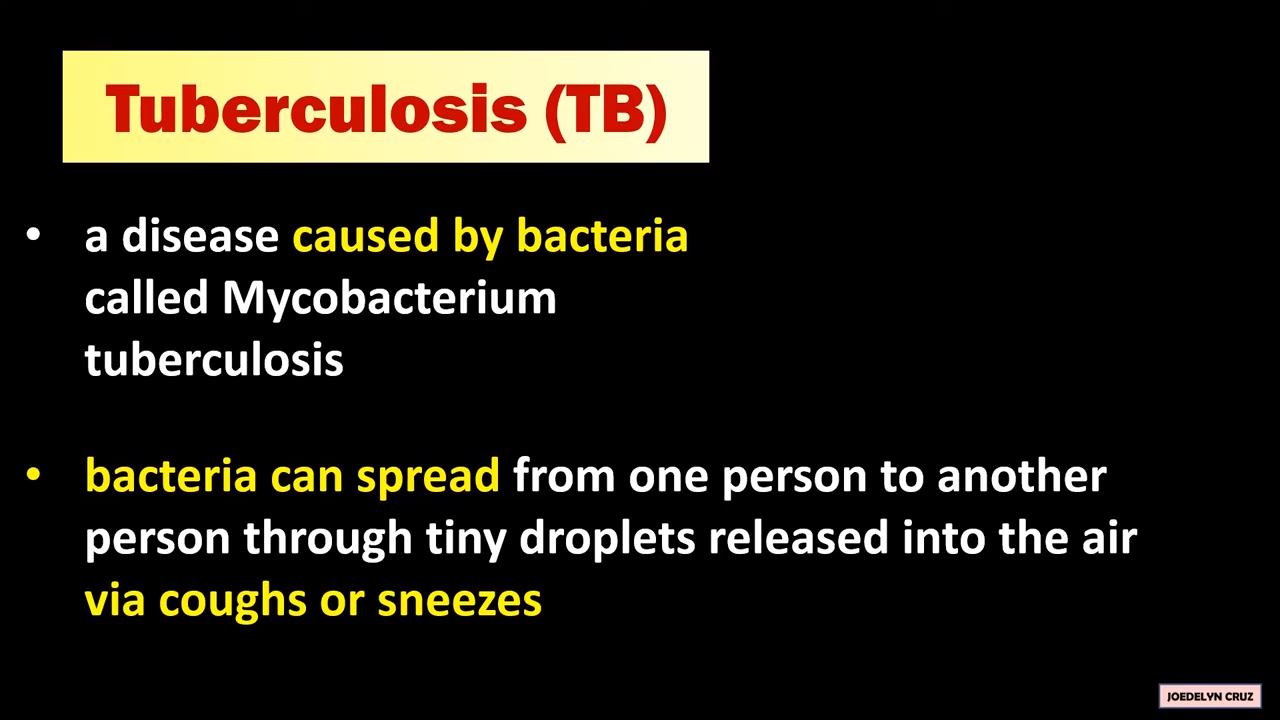 Tuberculosis (TB)
• a disease caused by bacteria
called Mycobacterium
tuberculosis
• bacteria can spread from one person to another
person through tiny droplets released into the air
via coughs or sneezes
JOEDELYN CRUZ